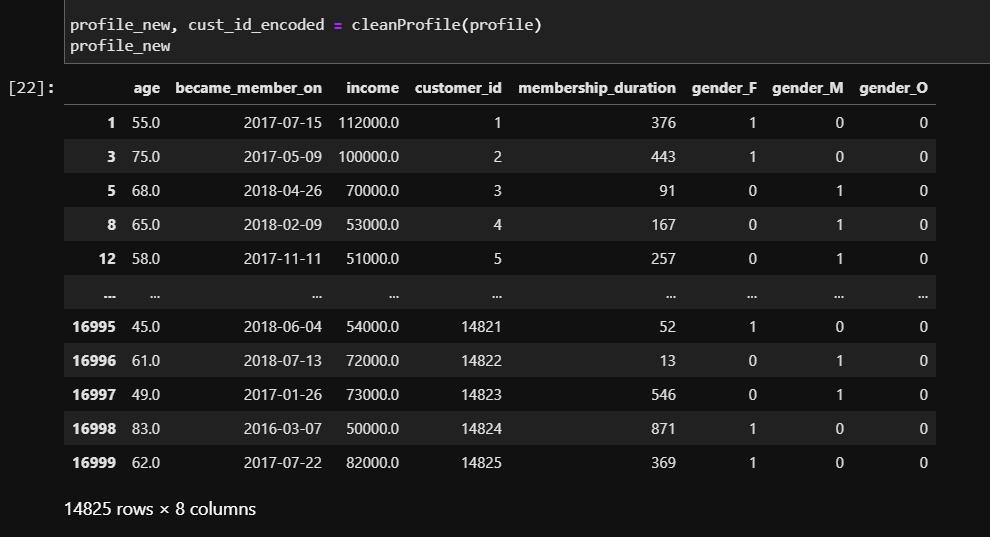 profile_new, cust_id_encoded = cleanProfile(profile)
profile_new
[22]:
age became_member_on income customer_id membership_duration gender_F gender_M gender_O
1 55.0 2017-07-15 112000.0 1 376 1 0 0
3 75.0 2017-05-09 100000.0 2 443 1 0 0
5 68.0 2018-04-26 70000.0 3 91 0 1 0
8 65.0 2018-02-09 53000.0 4 167 0 1 0
12 58.0 2017-11-11 51000.0 5 257 0 1 0
... ... ... ... ... ... ... ... ...
16995 45.0 2018-06-04 54000.0 14821 52 1 0 0
16996 61.0 2018-07-13 72000.0 14822 13 0 1 0
16997 49.0 2017-01-26 73000.0 14823 546 0 1 0
16998 83.0 2016-03-07 50000.0 14824 871 1 0 0
16999 62.0 2017-07-22 82000.0 14825 369 1 0 0
14825 rows × 8 columns